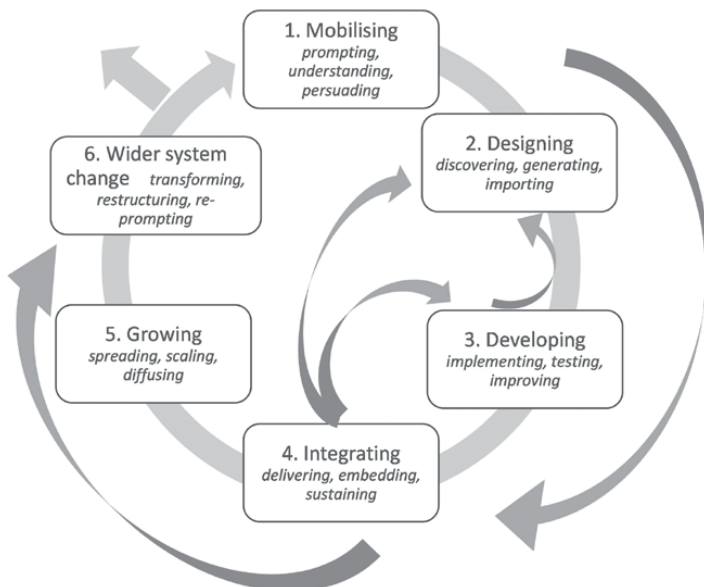 1. Mobilising
prompting,
understanding,
persuading
2. Designing
discovering, generating,
importing
3. Developing
implementing, testing,
improving
4. Integrating
delivering, embedding,
sustaining
5. Growing
spreading, scaling,
diffusing
6. Wider system
change transforming,
restructuring, re-
prompting